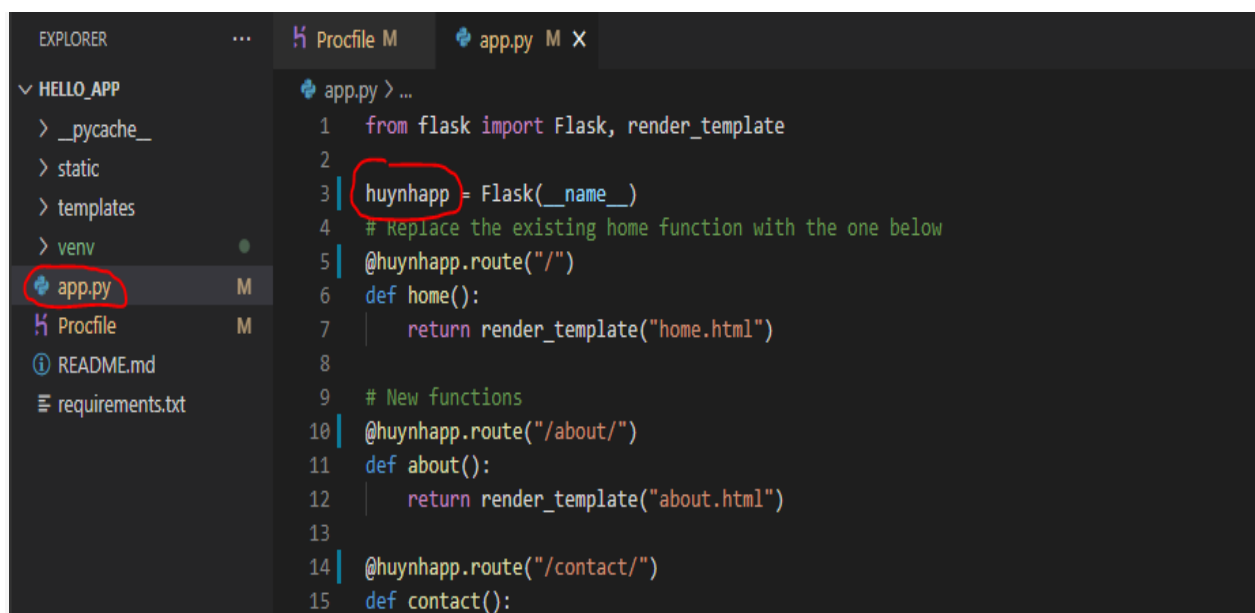 EXPLORER ...
Procfile M
app.py M X
HELLO_APP
app.py > ...
__pycache__
static
templates
venv
app.py M
Procfile M
README.md
requirements.txt
1 from flask import Flask, render_template
2
3 huynhapp = Flask(__name__)
4 # Replace the existing home function with the one below
5 @huynhapp.route("/")
6 def home():
7 return render_template("home.html")
8
9 # New functions
10 @huynhapp.route("/about/")
11 def about():
12 return render_template("about.html")
13
14 @huynhapp.route("/contact/")
15 def contact():